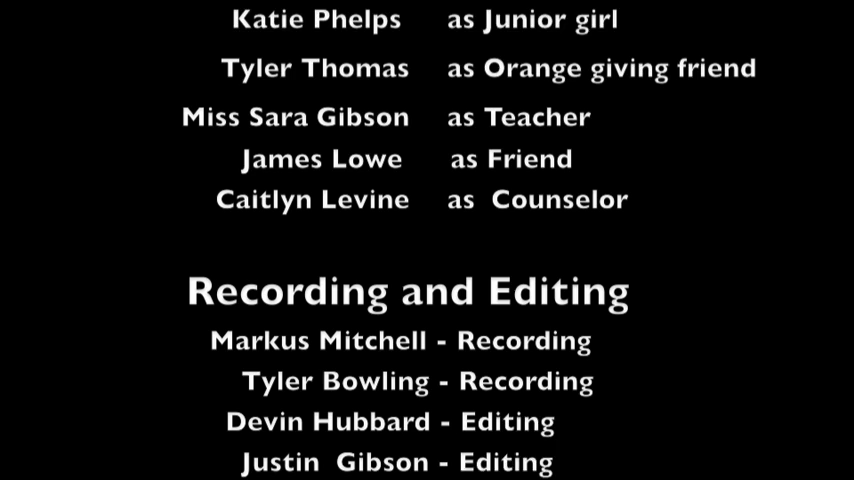 Katie Phelps as Junior girl
Tyler Thomas as Orange giving friend
Miss Sara Gibson as Teacher
James Lowe as Friend
Caitlyn Levine as Counselor
Recording and Editing
Markus Mitchell - Recording
Tyler Bowling - Recording
Devin Hubbard - Editing
Justin Gibson - Editing